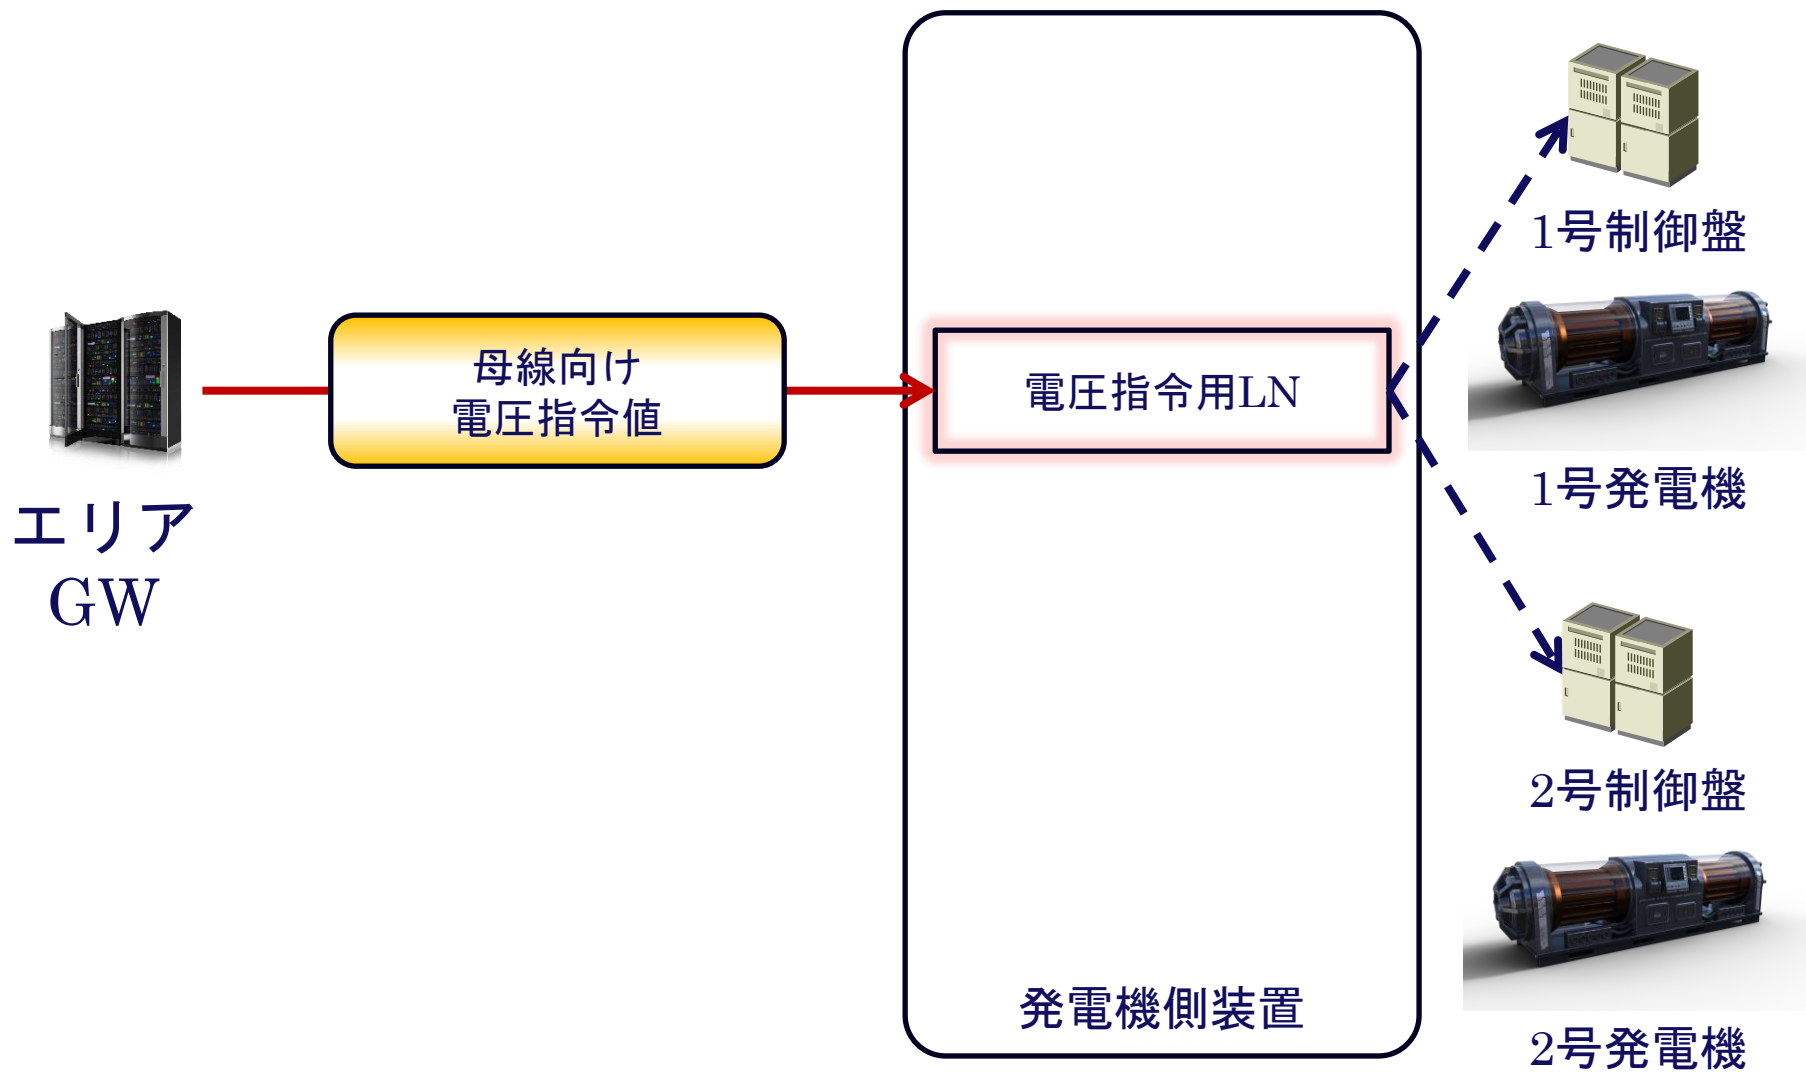 エリア
GW
母線向け
電圧指令値
電圧指令用LN
発電機側装置
1号制御盤
1号発電機
2号制御盤
2号発電機